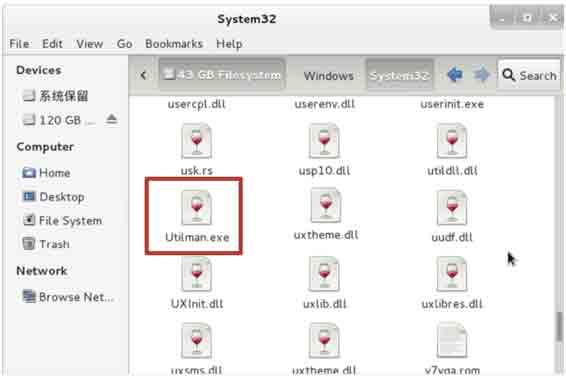 System32
File Edit View Go Bookmarks Help
Devices
系统保留
120 GB ...
Computer
Home
Desktop
File System
Trash
Network
Browse Net...
43 GB Filesystem Windows System32 Search
usercpl.dll userenv.dll userinit.exe
usk.rs usp10.dll utildll.dll
Utilman.exe uxtheme.dll uudf.dll
UXInit.dll uxlib.dll uxlibres.dll
uxsms.dll uxtheme.dll v7vga.rom